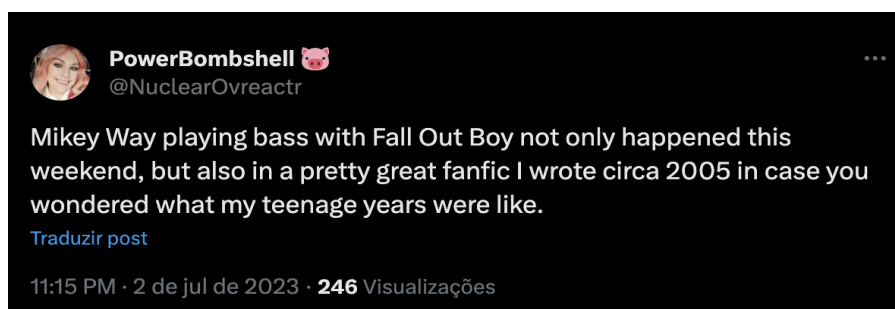 PowerBombshell 🐷
@NuclearOvreactr
Mikey Way playing bass with Fall Out Boy not only happened this
weekend, but also in a pretty great fanfic I wrote circa 2005 in case you
wondered what my teenage years were like.
Traduzir post
11:15 PM · 2 de jul de 2023 · 246 Visualizações